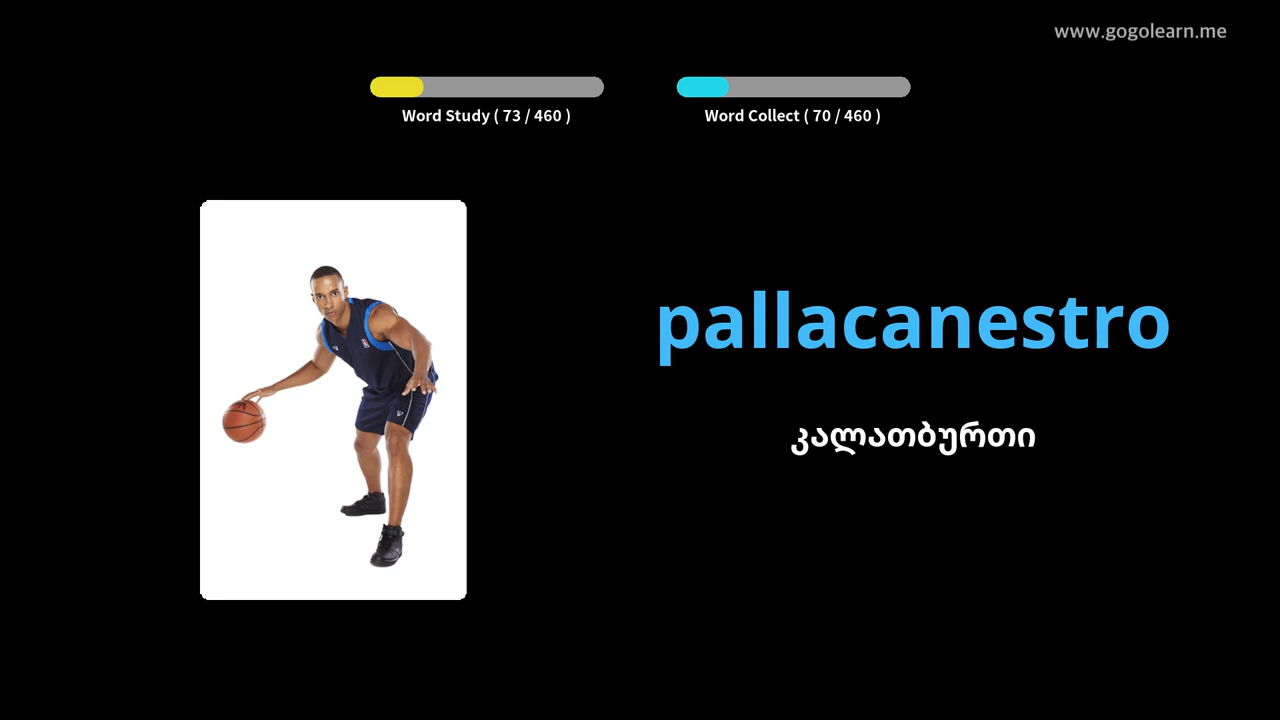 www.gogolearn.me
Word Study ( 73 / 460 )
Word Collect ( 70 / 460 )
pallacanestro
კალათბურთი